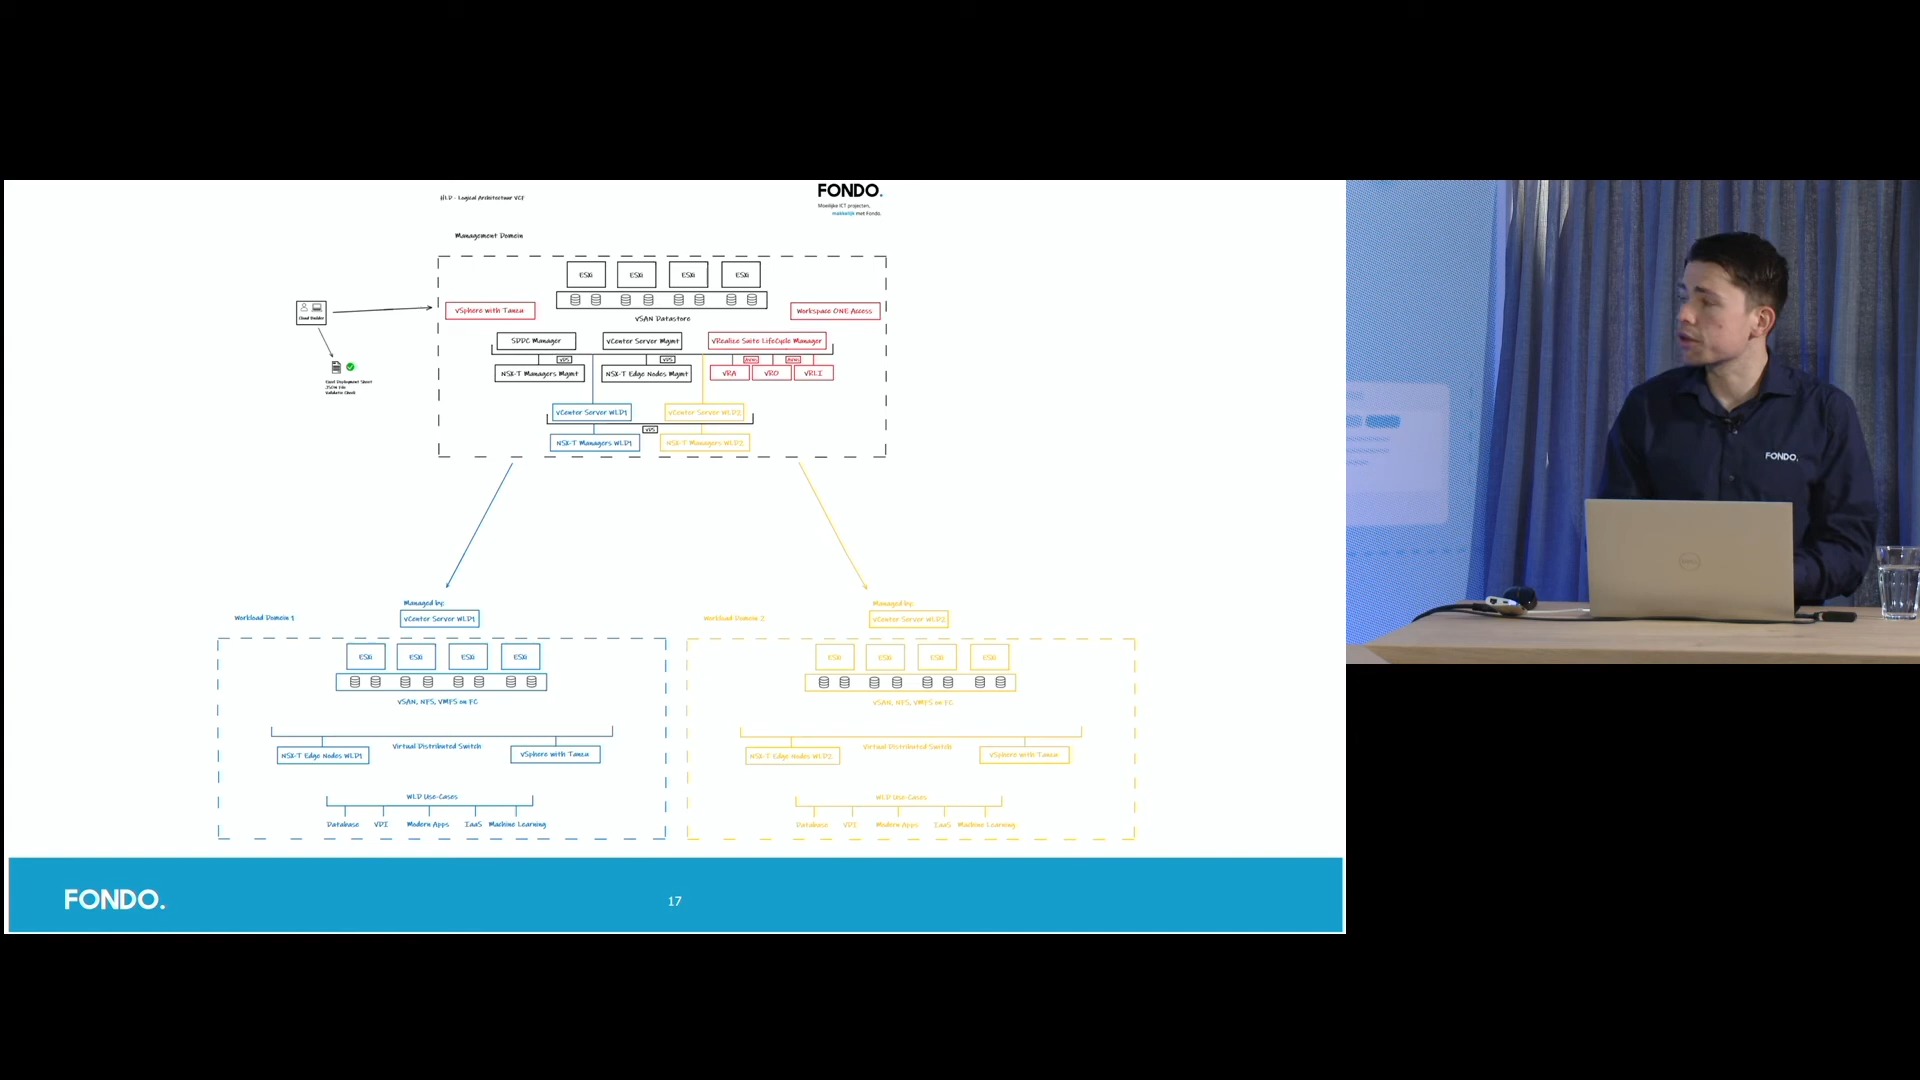 HLD - Logical Architectuur VCF
FONDO.
Moeilijke ICT projecten,
makkelijk met Fondo.
Management Domein
ESXi ESXi ESXi ESXi
Cloud Builder
vSphere with Tanzu
vSAN Datastore
Workspace ONE Access
SDDC Manager
vCenter Server Mgmt
VRealize Suite LifeCycle Manager
VDS VDS AVNs AVNs
NSX-T Managers Mgmt
NSX-T Edge Nodes Mgmt
VRA VRO VRLI
Excel Deployment Sheet
JSON File
Validatie Check
vCenter Server WLD1
vCenter Server WLD2
VDS
NSX-T Managers WLD1
NSX-T Managers WLD2
FONDO.
Managed by:
vCenter Server WLD1
Workload Domein 1
ESXi ESXi ESXi ESXi
vSAN, NFS, VMFS on FC
Virtual Distributed Switch
NSX-T Edge Nodes WLD1
vSphere with Tanzu
WLD Use-Cases
Database VDI Modern Apps IaaS Machine Learning
Managed by:
vCenter Server WLD2
Workload Domein 2
ESXi ESXi ESXi ESXi
vSAN, NFS, VMFS on FC
Virtual Distributed Switch
NSX-T Edge Nodes WLD2
vSphere with Tanzu
WLD Use-Cases
Database VDI Modern Apps IaaS Machine Learning
DELL
FONDO.
17